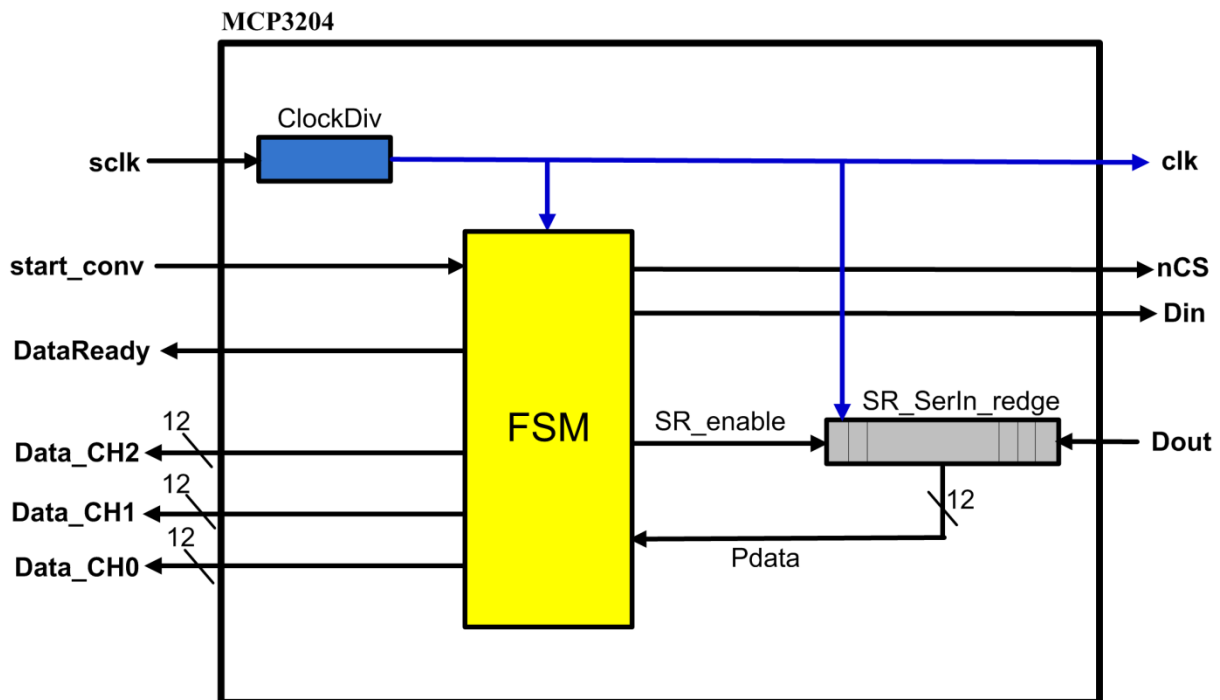 MCP3204
ClockDiv
sclk
clk
start_conv
nCS
Din
DataReady
SR_SerIn_redge
FSM
SR_enable
12
Data_CH2
Dout
12
Data_CH1
12
12
Data_CH0
Pdata